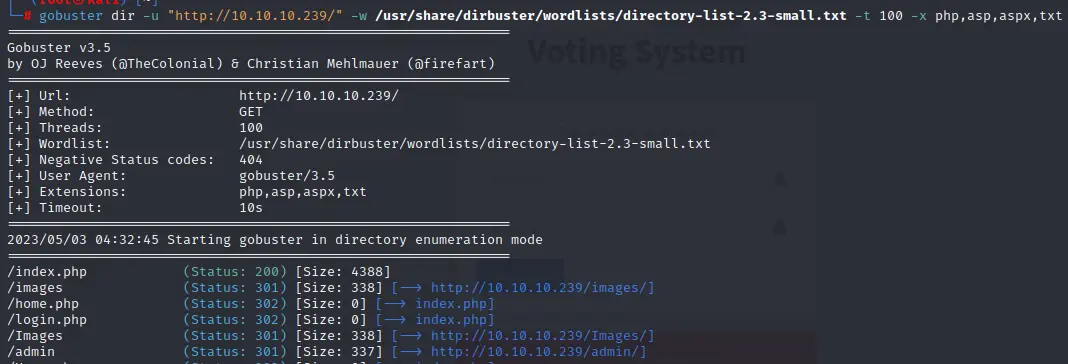 (root㉿kali)-[~]
# gobuster dir -u "http://10.10.10.239/" -w /usr/share/dirbuster/wordlists/directory-list-2.3-small.txt -t 100 -x php,asp,aspx,txt
Gobuster v3.5
by OJ Reeves (@TheColonial) & Christian Mehlmauer (@firefart)
[+] Url:                     http://10.10.10.239/
[+] Method:                  GET
[+] Threads:                 100
[+] Wordlist:                /usr/share/dirbuster/wordlists/directory-list-2.3-small.txt
[+] Negative Status codes:   404
[+] User Agent:              gobuster/3.5
[+] Extensions:              php,asp,aspx,txt
[+] Timeout:                 10s
2023/05/03 04:32:45 Starting gobuster in directory enumeration mode
/index.php            (Status: 200) [Size: 4388]
/images               (Status: 301) [Size: 338] [--> http://10.10.10.239/images/]
/home.php             (Status: 302) [Size: 0] [--> index.php]
/login.php            (Status: 302) [Size: 0] [--> index.php]
/Images               (Status: 301) [Size: 338] [--> http://10.10.10.239/Images/]
/admin                (Status: 301) [Size: 337] [--> http://10.10.10.239/admin/]
Voting System